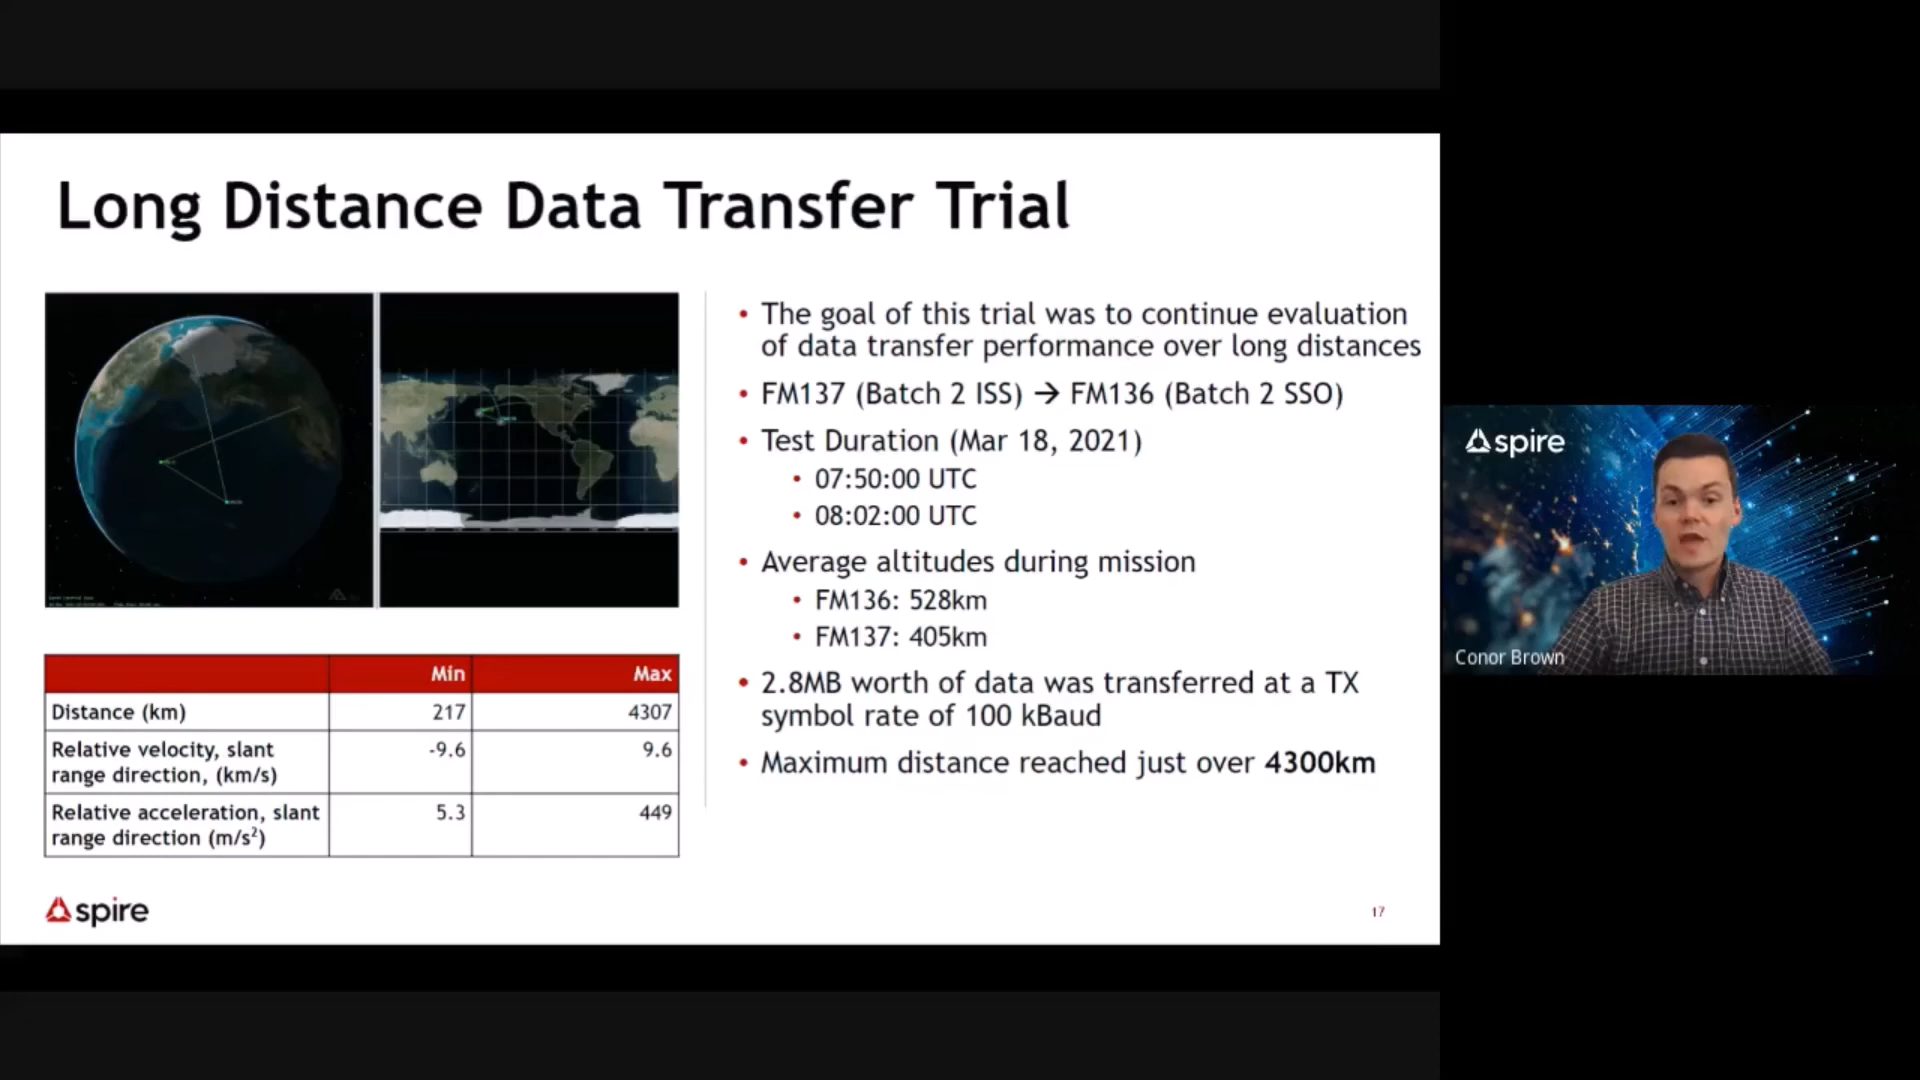 Long Distance Data Transfer Trial
• The goal of this trial was to continue evaluation
of data transfer performance over long distances
• FM137 (Batch 2 ISS) → FM136 (Batch 2 SSO)
• Test Duration (Mar 18, 2021)
• 07:50:00 UTC
• 08:02:00 UTC
• Average altitudes during mission
• FM136: 528km
• FM137: 405km
• 2.8MB worth of data was transferred at a TX
symbol rate of 100 kBaud
• Maximum distance reached just over 4300km
Min Max
Distance (km) 217 4307
Relative velocity, slant -9.6 9.6
range direction, (km/s)
Relative acceleration, slant 5.3 449
range direction (m/s²)
spire
17
spire
Conor Brown